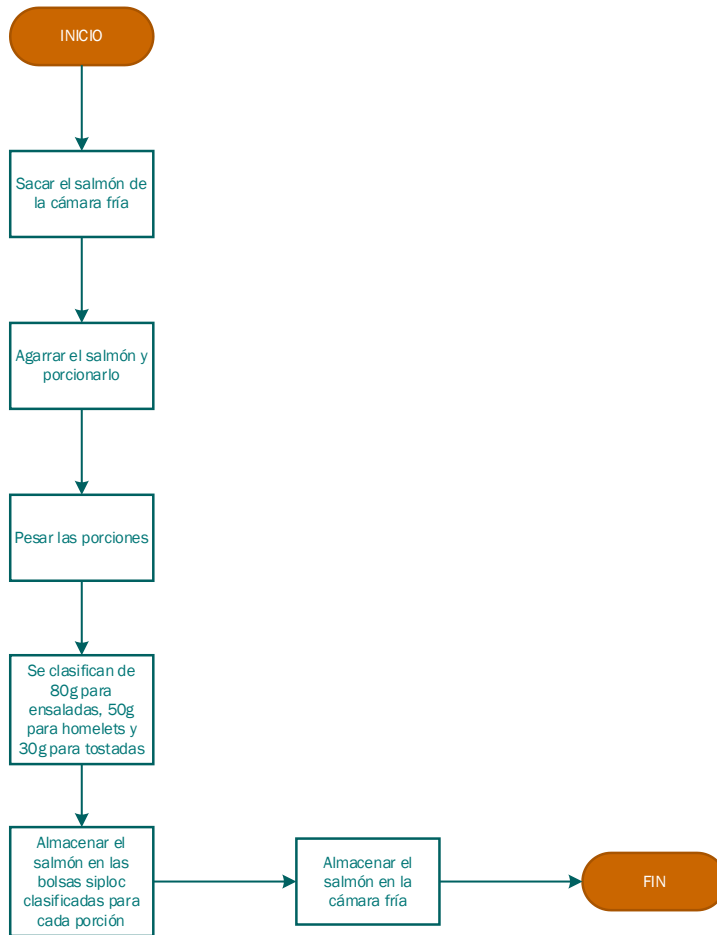 INICIO
Sacar el salmón de
la cámara fría
Agarrar el salmón y
porcionarlo
Pesar las porciones
Se clasifican de
80g para
ensaladas, 50g
para homelets y
30g para tostadas
Almacenar el
salmón en las
bolsas siploc
clasificadas para
cada porción
Almacenar el
salmón en la
cámara fría
FIN